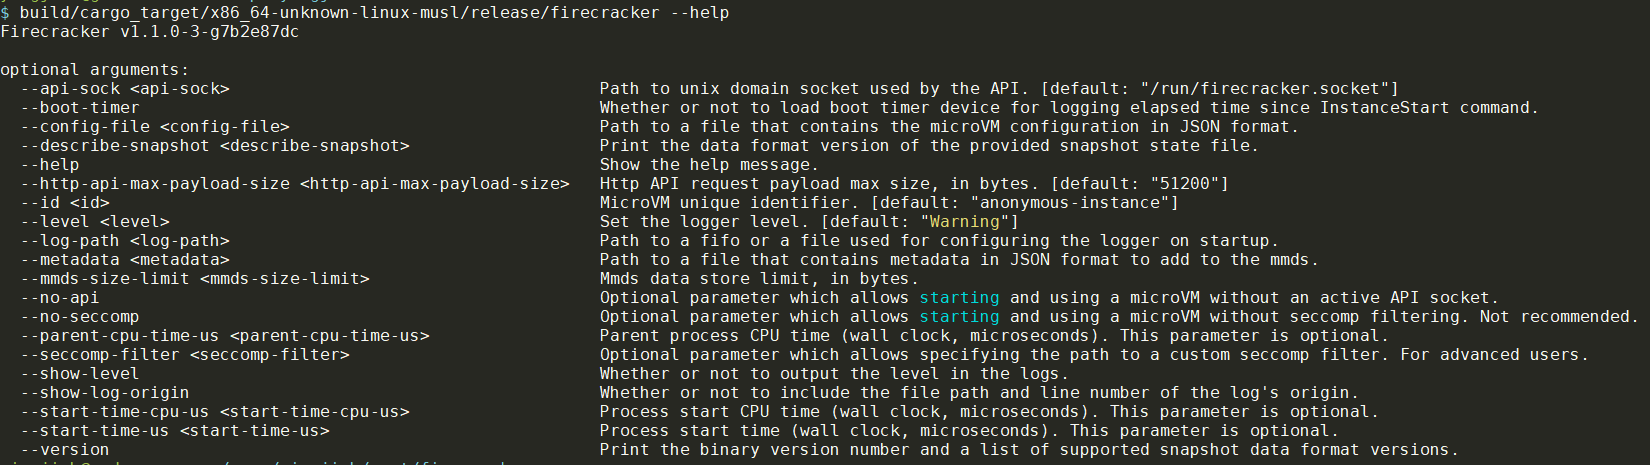 $ build/cargo_target/x86_64-unknown-linux-musl/release/firecracker --help
Firecracker v1.1.0-3-g7b2e87dc
optional arguments:
--api-sock <api-sock> Path to unix domain socket used by the API. [default: "/run/firecracker.socket"]
--boot-timer Whether or not to load boot timer device for logging elapsed time since InstanceStart command.
--config-file <config-file> Path to a file that contains the microVM configuration in JSON format.
--describe-snapshot <describe-snapshot> Print the data format version of the provided snapshot state file.
--help Show the help message.
--http-api-max-payload-size <http-api-max-payload-size> Http API request payload max size, in bytes. [default: "51200"]
--id <id> MicroVM unique identifier. [default: "anonymous-instance"]
--level <level> Set the logger level. [default: "Warning"]
--log-path <log-path> Path to a fifo or a file used for configuring the logger on startup.
--metadata <metadata> Path to a file that contains metadata in JSON format to add to the mmds.
--mmds-size-limit <mmds-size-limit> Mmds data store limit, in bytes.
--no-api Optional parameter which allows starting and using a microVM without an active API socket.
--no-seccomp Optional parameter which allows starting and using a microVM without seccomp filtering. Not recommended.
--parent-cpu-time-us <parent-cpu-time-us> Parent process CPU time (wall clock, microseconds). This parameter is optional.
--seccomp-filter <seccomp-filter> Optional parameter which allows specifying the path to a custom seccomp filter. For advanced users.
--show-level Whether or not to output the level in the logs.
--show-log-origin Whether or not to include the file path and line number of the log's origin.
--start-time-cpu-us <start-time-cpu-us> Process start CPU time (wall clock, microseconds). This parameter is optional.
--start-time-us <start-time-us> Process start time (wall clock, microseconds). This parameter is optional.
--version Print the binary version number and a list of supported snapshot data format versions.